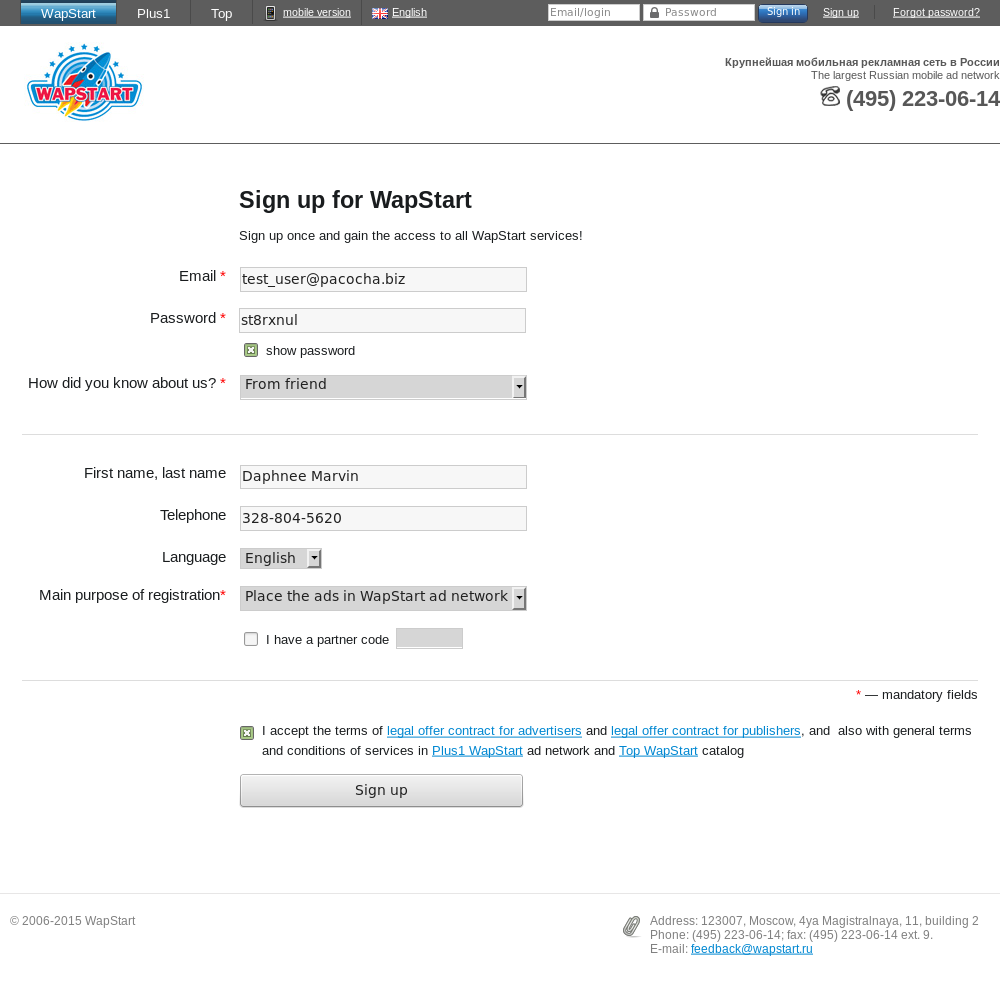 WapStart Plus1 Top mobile version English Email/login Password Sign in Sign up Forgot password?
WAPSTART
Крупнейшая мобильная рекламная сеть в России
The largest Russian mobile ad network
(495) 223-06-14
Sign up for WapStart
Sign up once and gain the access to all WapStart services!
Email * test_user@pacocha.biz
Password * st8rxnul
show password
How did you know about us? * From friend
First name, last name Daphnee Marvin
Telephone 328-804-5620
Language English
Main purpose of registration* Place the ads in WapStart ad network
I have a partner code
* — mandatory fields
I accept the terms of legal offer contract for advertisers and legal offer contract for publishers, and also with general terms
and conditions of services in Plus1 WapStart ad network and Top WapStart catalog
Sign up
© 2006-2015 WapStart
Address: 123007, Moscow, 4ya Magistralnaya, 11, building 2
Phone: (495) 223-06-14; fax: (495) 223-06-14 ext. 9.
E-mail: feedback@wapstart.ru